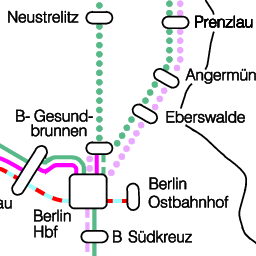 Neustrelitz
Prenzlau
Angermün
B- Gesund-
brunnen
Eberswalde
Berlin
Ostbahnhof
au
Berlin
Hbf
B Südkreuz